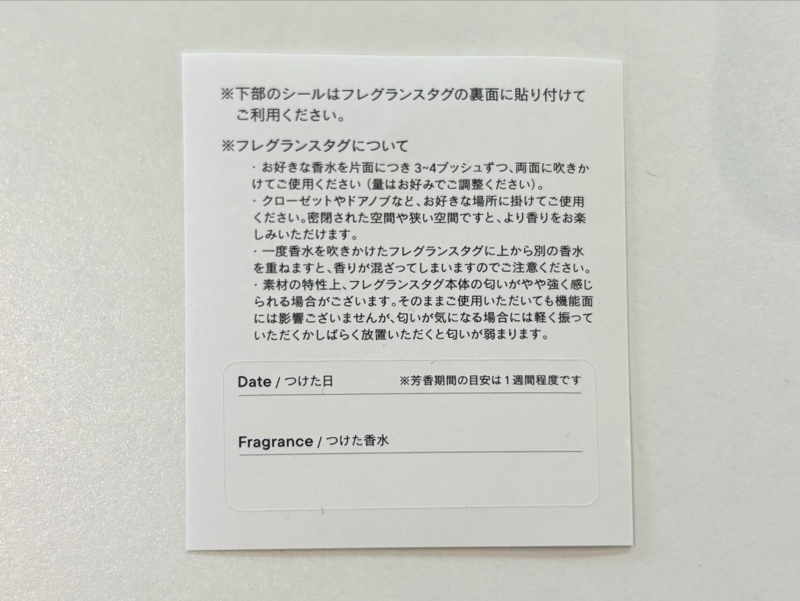 ※下部のシールはフレグランスタグの裏面に貼り付けて
ご利用ください。
※フレグランスタグについて
・お好きな香水を片面につき3~4プッシュずつ、両面に吹きか
けてご使用ください（量はお好みでご調整ください）。
・クローゼットやドアノブなど、お好きな場所に掛けてご使用
ください。密閉された空間や狭い空間ですと、より香りをお楽
しみいただけます。
・一度香水を吹きかけたフレグランスタグに上から別の香水
を重ねますと、香りが混ざってしまいますのでご注意ください。
・素材の特性上、フレグランスタグ本体の匂いがやや強く感じ
られる場合がございます。そのままご使用いただいても機能面
には影響ございませんが、匂いが気になる場合には軽く振って
いただくかしばらく放置いただくと匂いが弱まります。
Date / つけた日 ※芳香期間の目安は1週間程度です
Fragrance / つけた香水